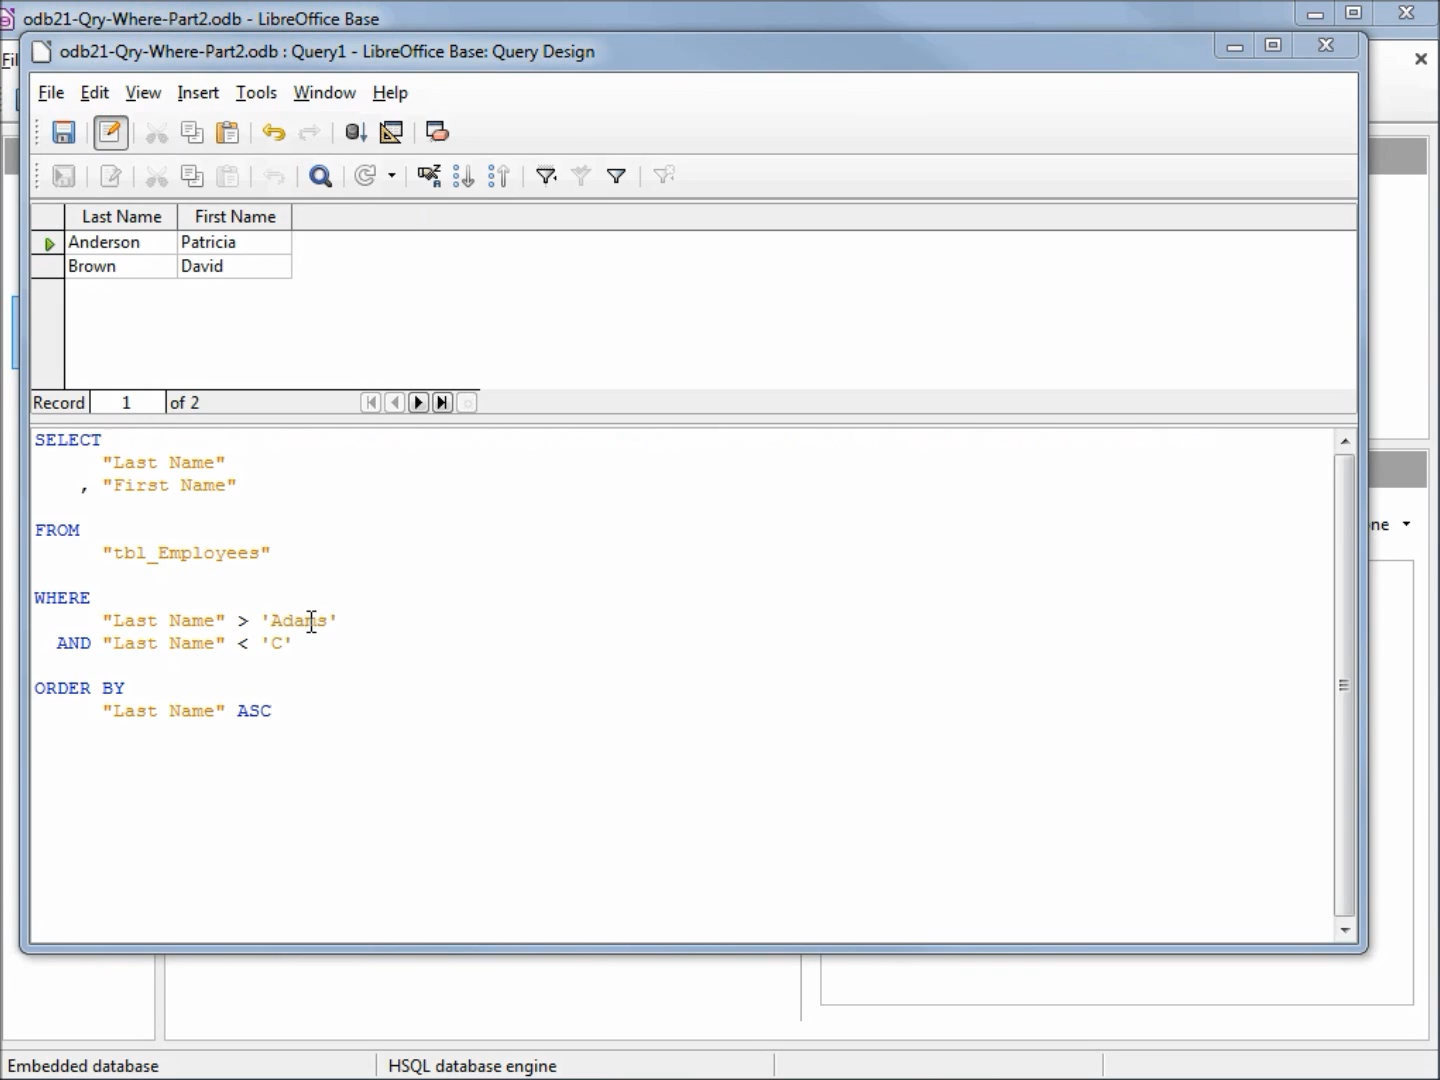 odb21-Qry-Where-Part2.odb - LibreOffice Base
odb21-Qry-Where-Part2.odb : Query1 - LibreOffice Base: Query Design
File Edit View Insert Tools Window Help
Last Name First Name
Anderson Patricia
Brown David
Record 1 of 2
SELECT
"Last Name"
, "First Name"
FROM
"tbl_Employees"
WHERE
"Last Name" > 'Adams'
AND "Last Name" < 'C'
ORDER BY
"Last Name" ASC
Embedded database HSQL database engine